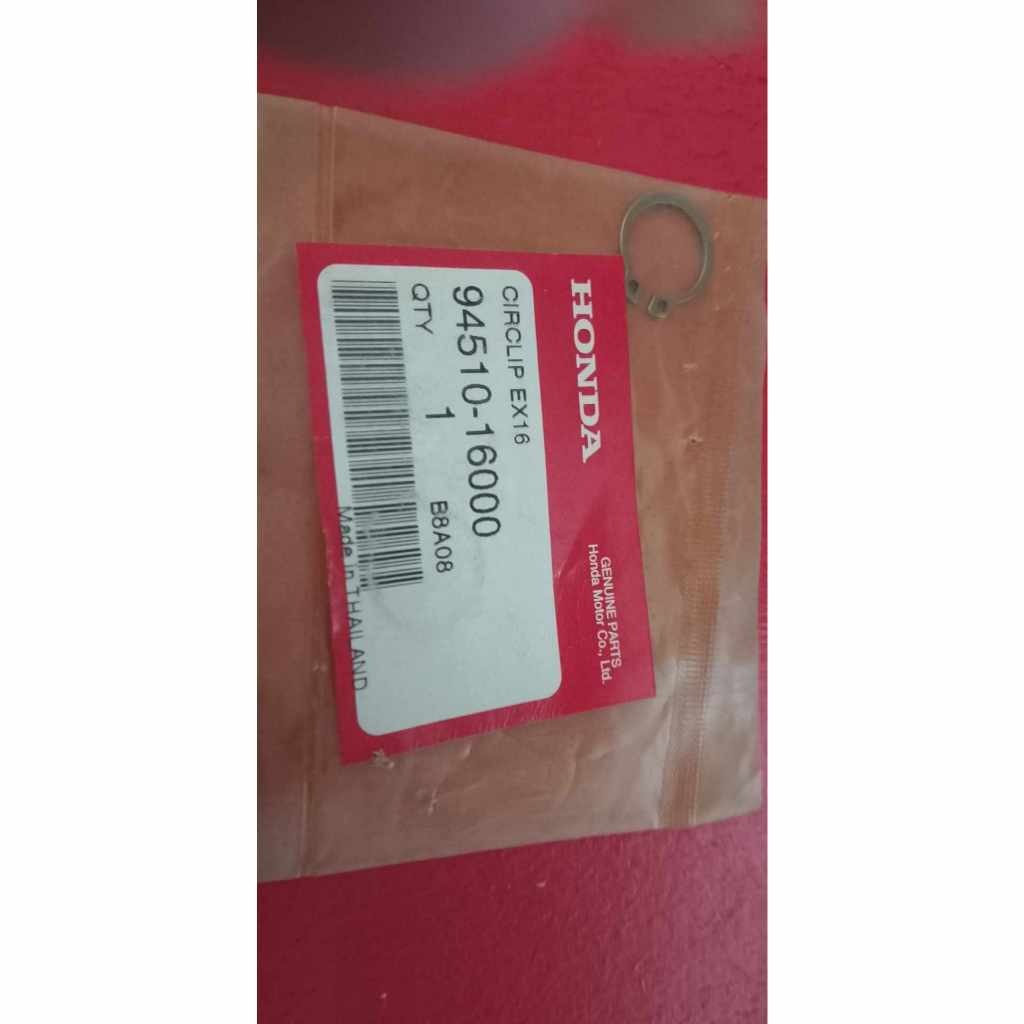 HONDA
GENUINE PARTS
Honda Motor Co., Ltd.
CIRCLIP EX16
94510-16000
QTY 1 B8A08
Made in THAILAND